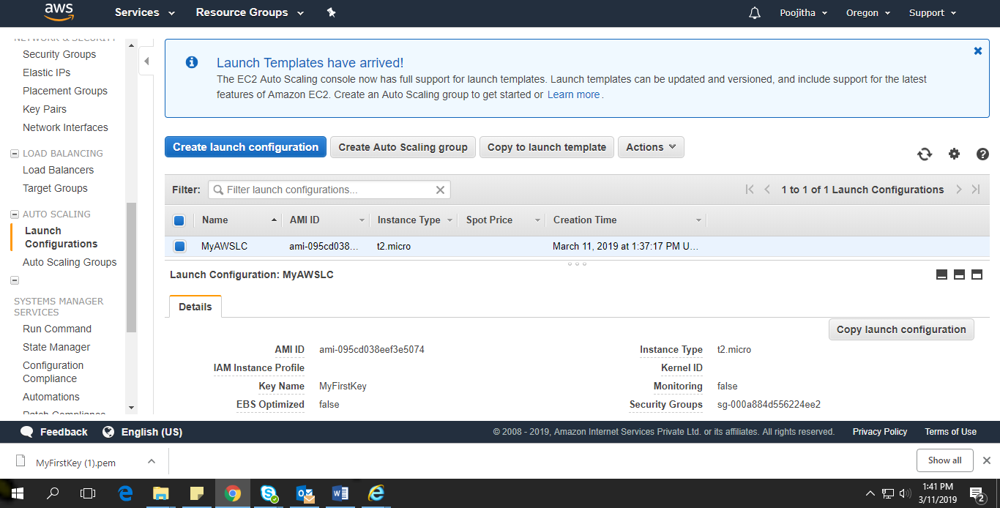 aws Services Resource Groups Poojitha Oregon Support
NETWORK & SECURITY
Security Groups
Elastic IPs
Placement Groups
Key Pairs
Network Interfaces
LOAD BALANCING
Load Balancers
Target Groups
AUTO SCALING
Launch
Configurations
Auto Scaling Groups
SYSTEMS MANAGER
SERVICES
Run Command
State Manager
Configuration
Compliance
Automations
Patch Compliance
Launch Templates have arrived!
The EC2 Auto Scaling console now has full support for launch templates. Launch templates can be updated and versioned, and include support for the latest
features of Amazon EC2. Create an Auto Scaling group to get started or Learn more.
Create launch configuration Create Auto Scaling group Copy to launch template Actions
Filter: Filter launch configurations... 1 to 1 of 1 Launch Configurations
Name AMI ID Instance Type Spot Price Creation Time
MyAWSLC ami-095cd038... t2.micro March 11, 2019 at 1:37:17 PM U...
Launch Configuration: MyAWSLC
Details
Copy launch configuration
AMI ID ami-095cd038eef3e5074 Instance Type t2.micro
IAM Instance Profile Kernel ID
Key Name MyFirstKey Monitoring false
EBS Optimized false Security Groups sg-000a884d556224ee2
Feedback English (US) © 2008 - 2019, Amazon Internet Services Private Ltd. or its affiliates. All rights reserved. Privacy Policy Terms of Use
MyFirstKey (1).pem Show all
1:41 PM
3/11/2019
2